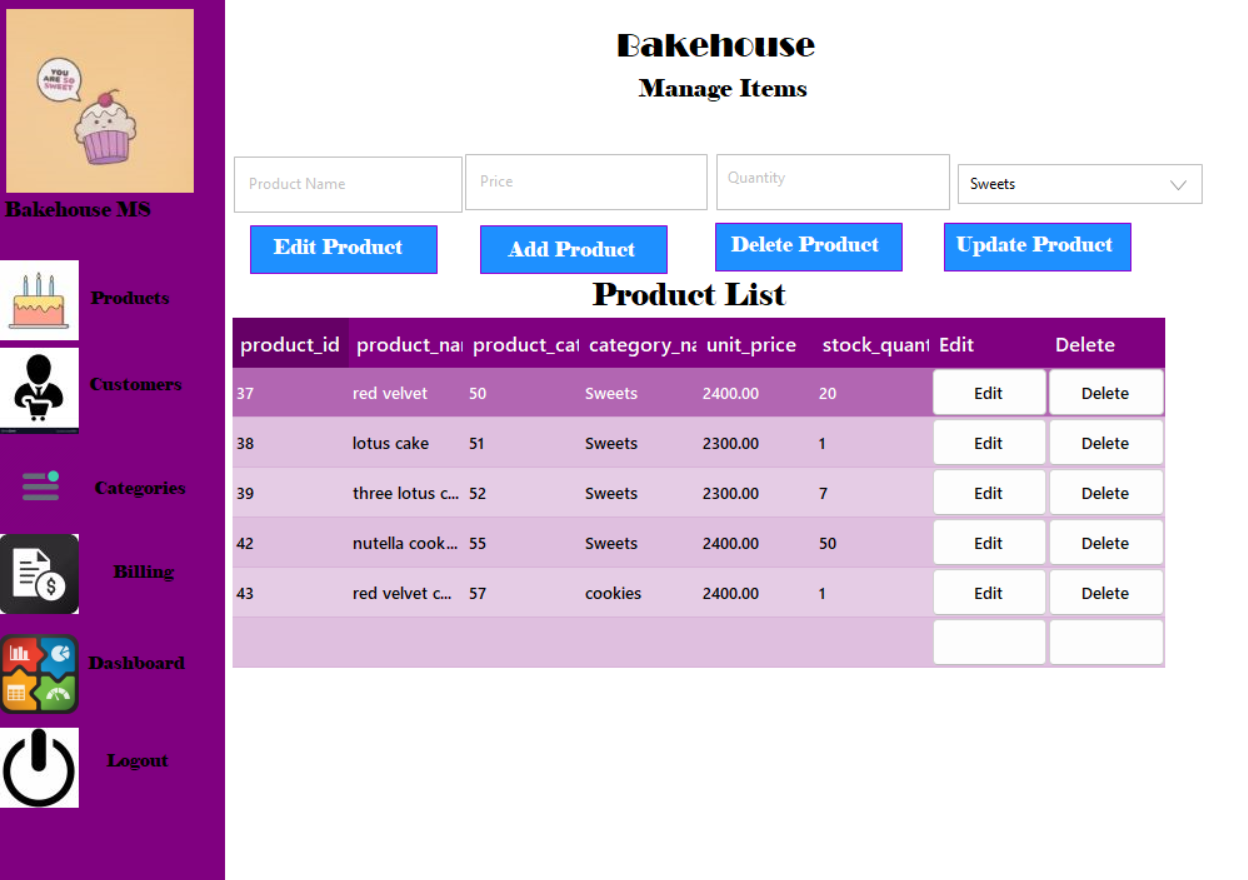 YOU
ARE SO
SWEET
Bakehouse MS
Products
Customers
Categories
Billing
$
Dashboard
Logout
Bakehouse
Manage Items
Product Name Price Quantity Sweets
Edit Product Add Product Delete Product Update Product
Product List
product_id product_nar product_cat category_na unit_price stock_quant Edit Delete
37 red velvet 50 Sweets 2400.00 20 Edit Delete
38 lotus cake 51 Sweets 2300.00 1 Edit Delete
39 three lotus c... 52 Sweets 2300.00 7 Edit Delete
42 nutella cook... 55 Sweets 2400.00 50 Edit Delete
43 red velvet c... 57 cookies 2400.00 1 Edit Delete